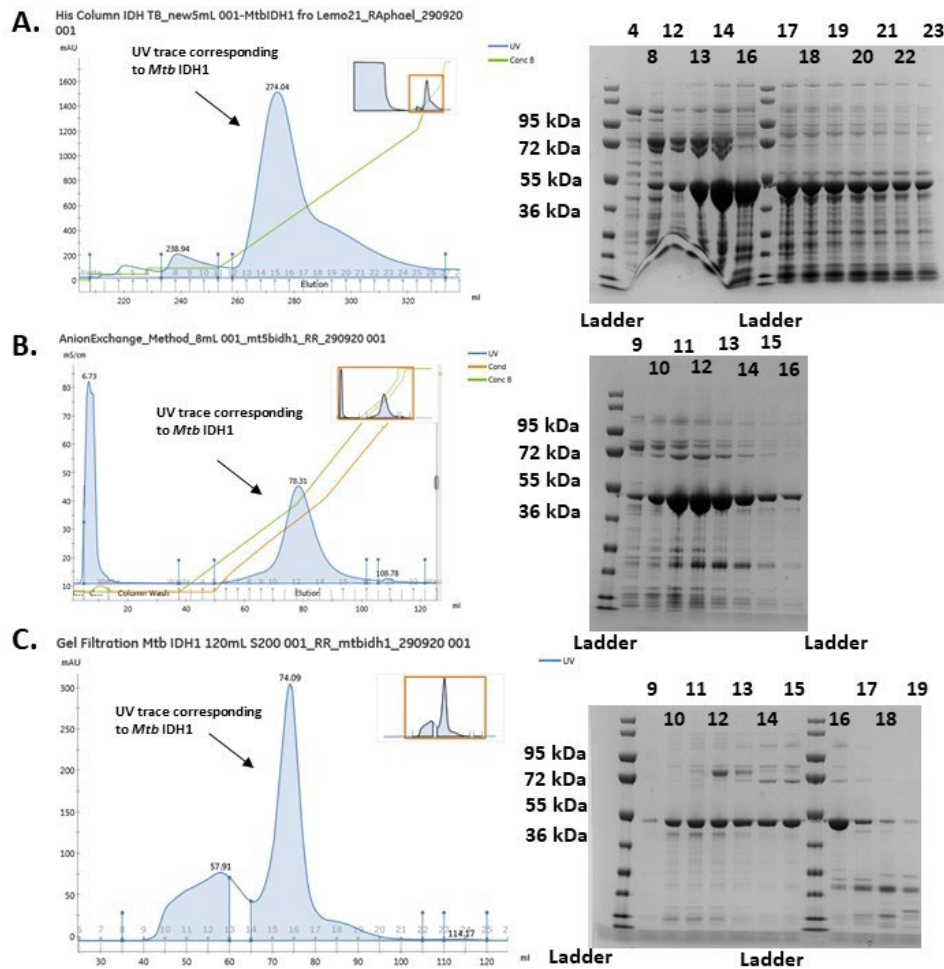 A.
His Column IDH TB_new5mL 001-MtbIDH1 fro Lemo21_RAphael_290920
001
mAU
UV
Conc B
UV trace corresponding
to Mtb IDH1
274.04
238.94
1600
1400
1200
1000
800
600
400
200
0
Elution
220
240
260
280
300
320
ml
4 12 14 17 19 21 23
8 13 16 18 20 22
95 kDa
72 kDa
55 kDa
36 kDa
Ladder
Ladder
B.
AnionExchange_Method_8mL 001_mt5bidh1_RR_290920 001
mS/cm
UV
Cond
Conc B
6.73
UV trace corresponding
to Mtb IDH1
78.31
108.78
80
70
60
50
40
30
20
10
Column Wash
Elution
0
20
40
60
80
100
120
ml
9 11 13 15
10 12 14 16
95 kDa
72 kDa
55 kDa
36 kDa
Ladder
Ladder
C.
Gel Filtration Mtb IDH1 120mL S200 001_RR_mtbidh1_290920 001
mAU
UV
UV trace corresponding
to Mtb IDH1
74.09
57.91
114.17
300
250
200
150
100
50
0
30
40
50
60
70
80
90
100
110
120
ml
9 11 13 15 17 19
10 12 14 16 18
95 kDa
72 kDa
55 kDa
36 kDa
Ladder
Ladder